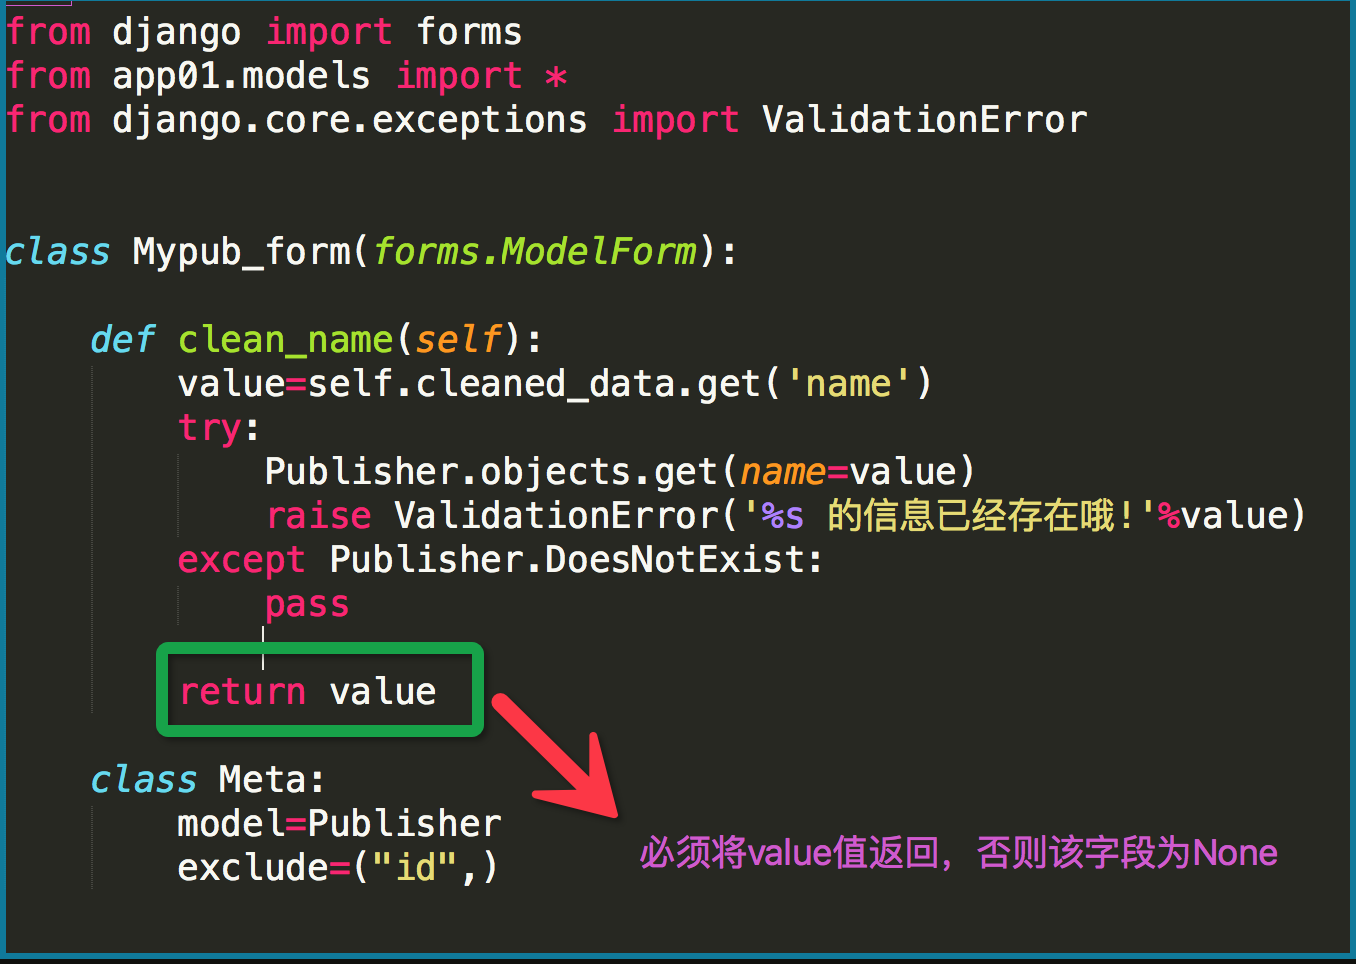 from django import forms
from app01.models import *
from django.core.exceptions import ValidationError
class Mypub_form(forms.ModelForm):
def clean_name(self):
value=self.cleaned_data.get('name')
try:
Publisher.objects.get(name=value)
raise ValidationError('%s 的信息已经存在哦!'%value)
except Publisher.DoesNotExist:
pass
return value
class Meta:
model=Publisher
exclude=("id",)
必须将value值返回，否则该字段为None